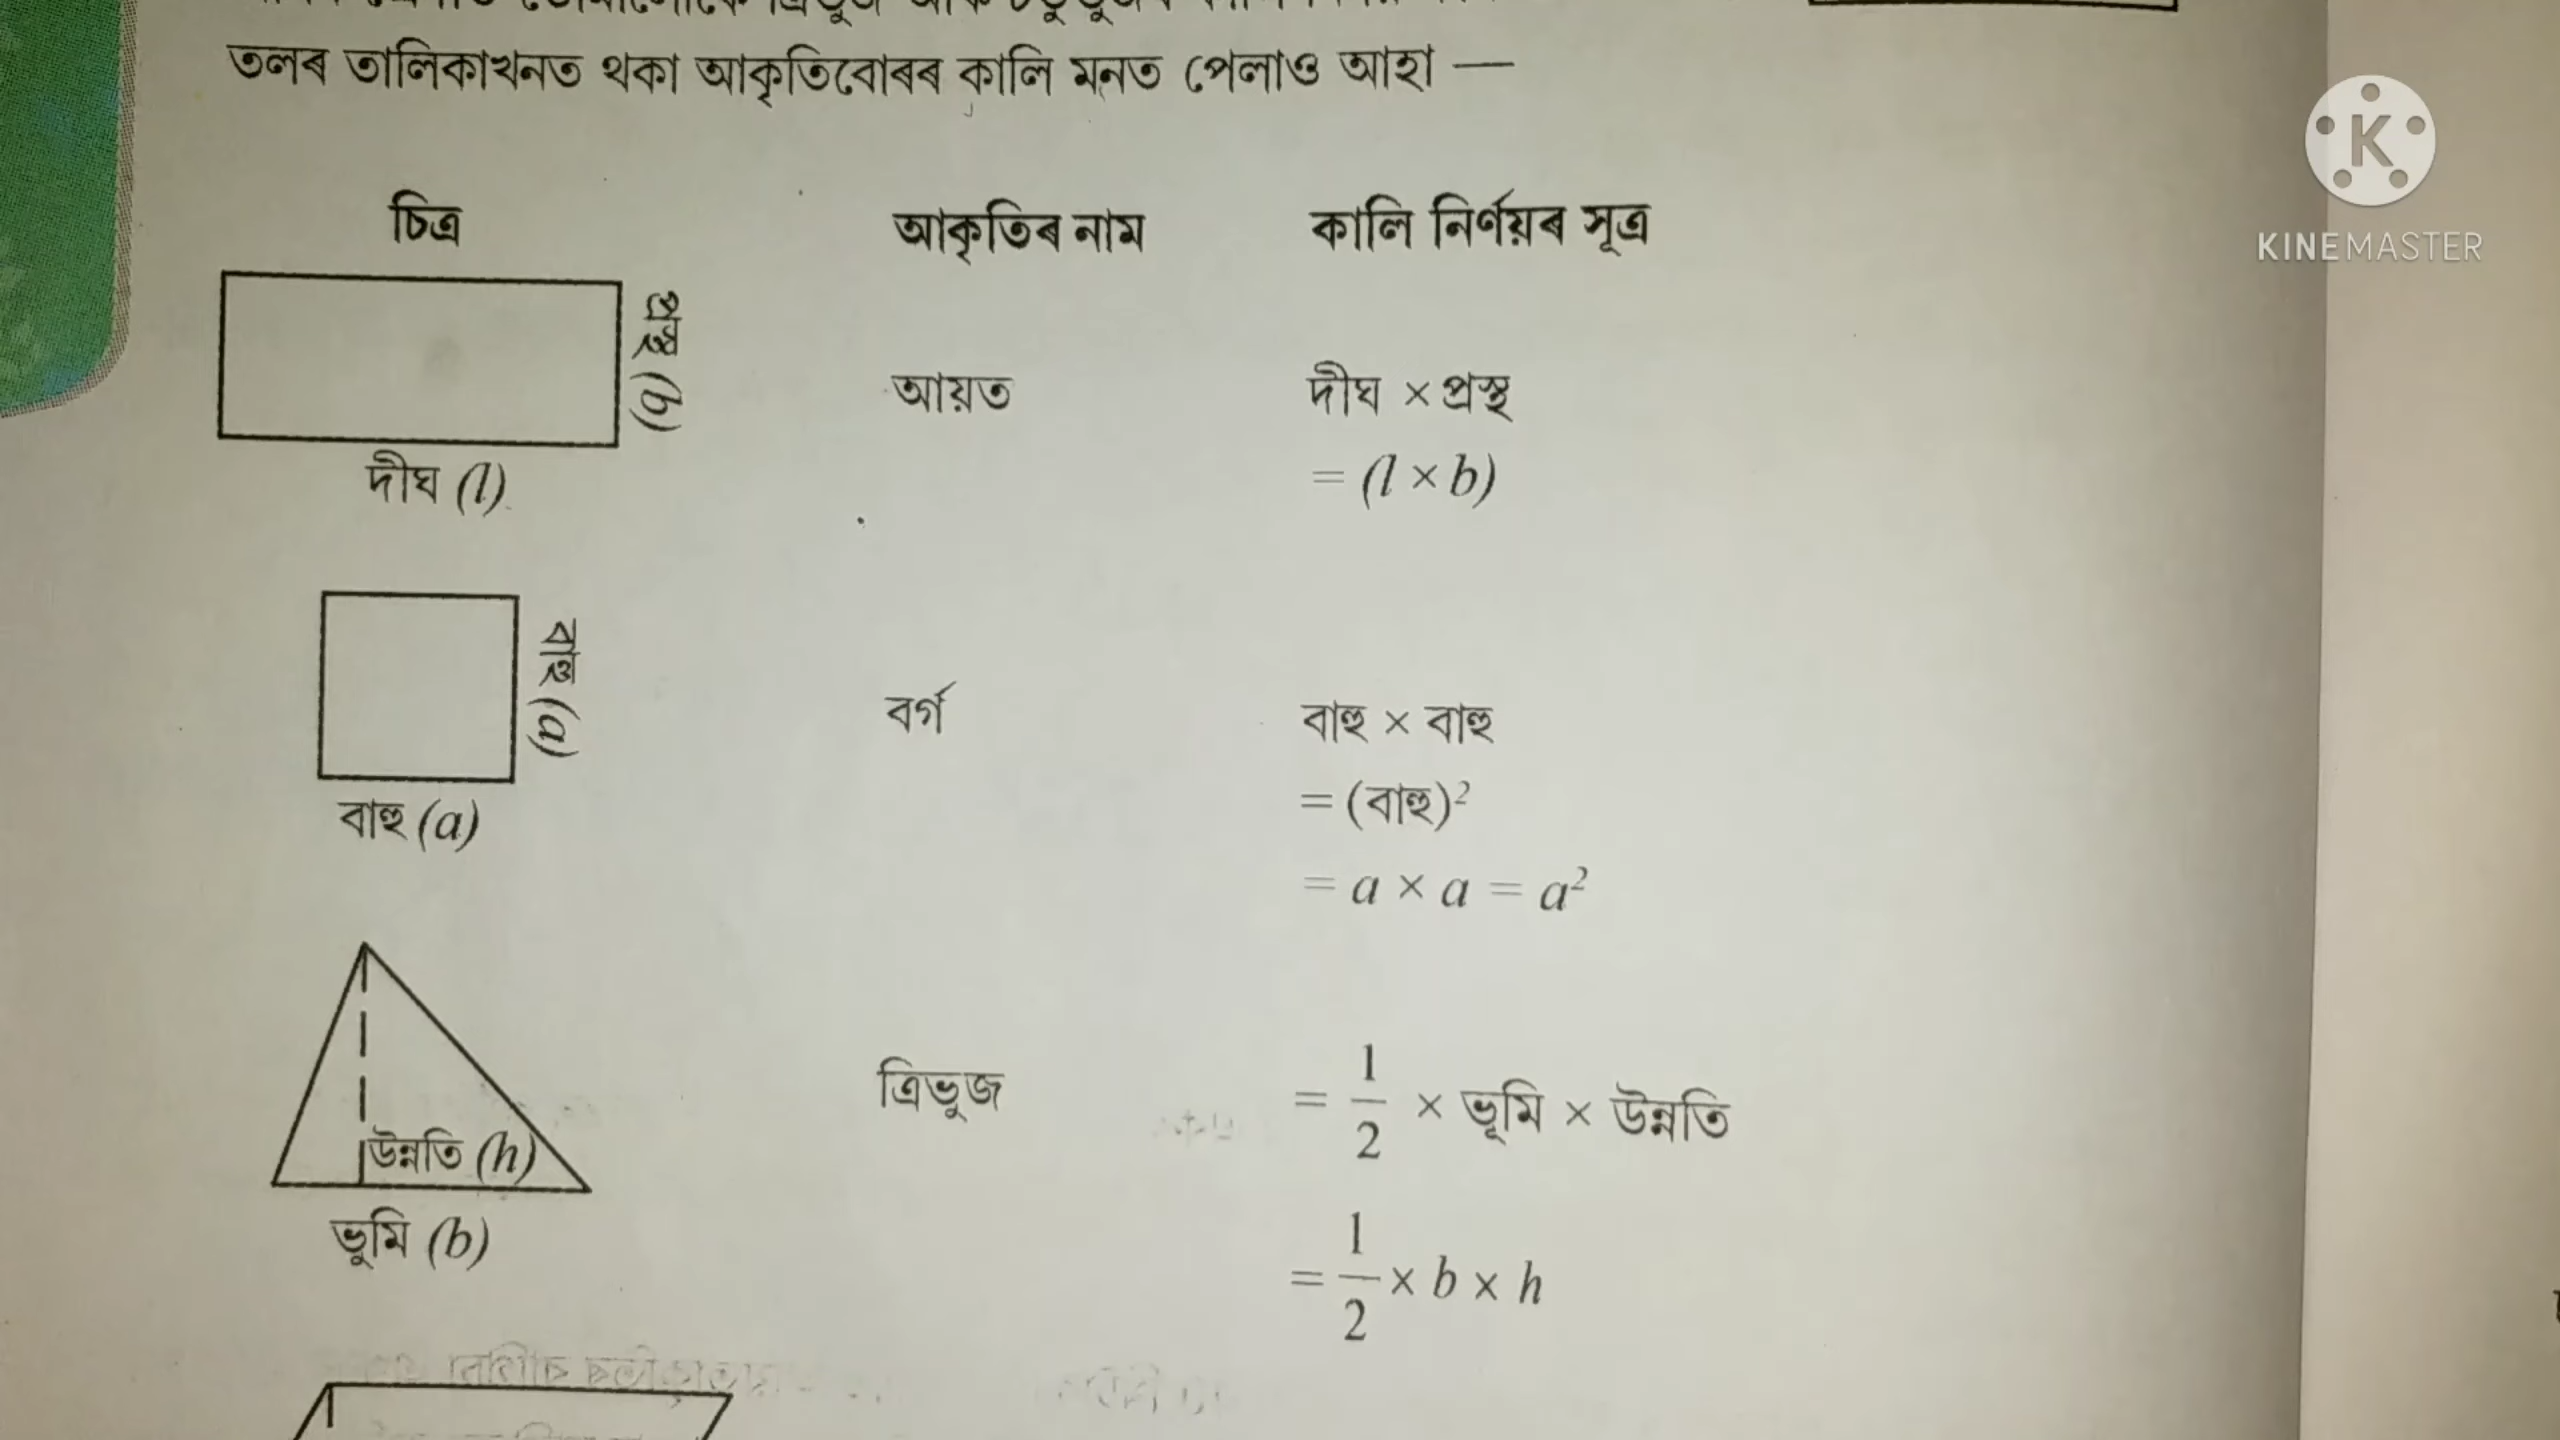 তলৰ তালিকাখনত থকা আকৃতিবোৰৰ কালি মনত পেলাও আহা —
চিত্ৰ আকৃতিৰ নাম কালি নিৰ্ণয়ৰ সূত্ৰ
প্ৰস্থ (b)
আয়ত দীঘ × প্ৰস্থ
দীঘ (l) = (l × b)
বাহু (a)
বৰ্গ বাহু × বাহু
= (বাহু)²
বাহু (a)
= a × a = a²
ত্ৰিভুজ = 1/2 × ভূমি × উন্নতি
উন্নতি (h)
ভূমি (b)
= 1/2 × b × h
KINEMASTER